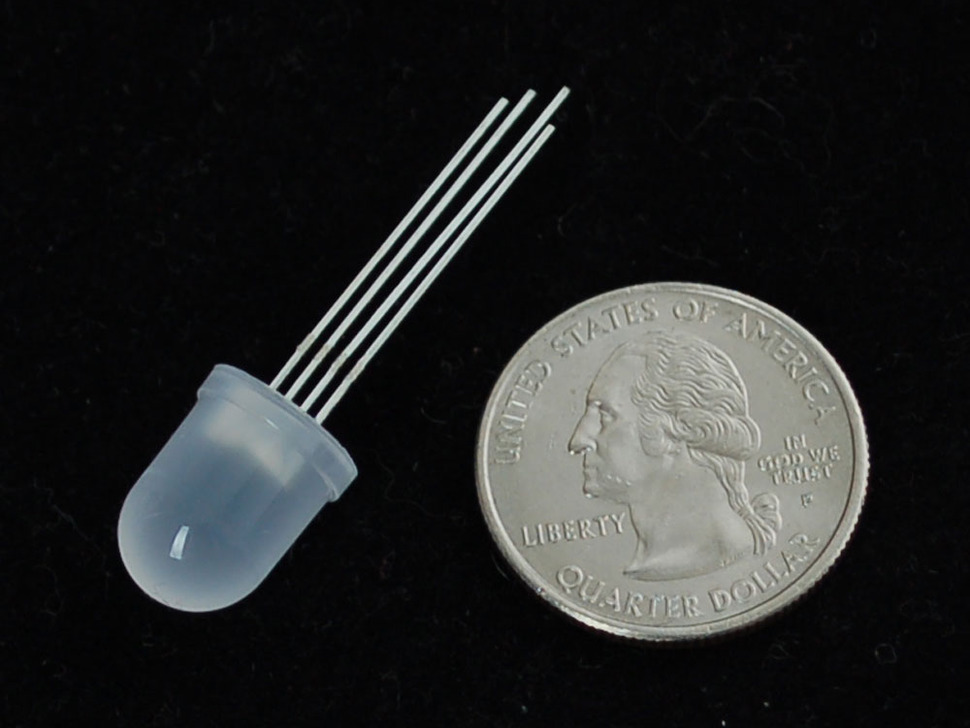 UNITED STATES OF AMERICA
IN
GOD WE
TRUST
P
LIBERTY
QUARTER DOLLAR